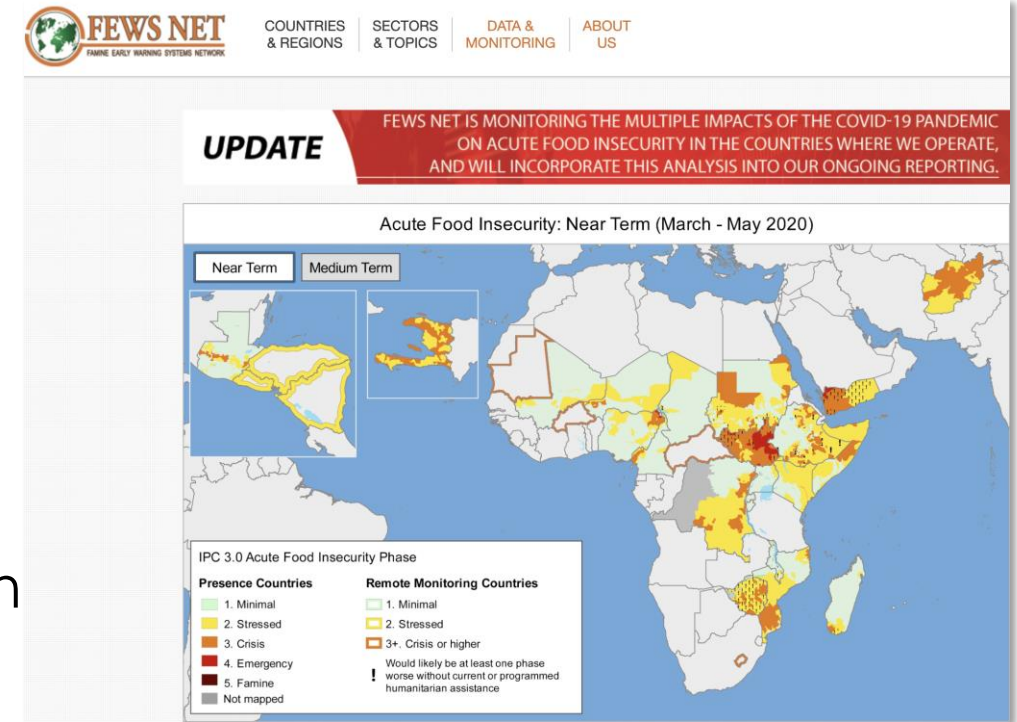 FEWS NET
FAMINE EARLY WARNING SYSTEMS NETWORK
COUNTRIES
& REGIONS
SECTORS
& TOPICS
DATA &
MONITORING
ABOUT
US
UPDATE
FEWS NET IS MONITORING THE MULTIPLE IMPACTS OF THE COVID-19 PANDEMIC
ON ACUTE FOOD INSECURITY IN THE COUNTRIES WHERE WE OPERATE,
AND WILL INCORPORATE THIS ANALYSIS INTO OUR ONGOING REPORTING.
Acute Food Insecurity: Near Term (March - May 2020)
Near Term
Medium Term
n
IPC 3.0 Acute Food Insecurity Phase
Presence Countries
1. Minimal
2. Stressed
3. Crisis
4. Emergency
5. Famine
Not mapped
Remote Monitoring Countries
1. Minimal
2. Stressed
3+. Crisis or higher
! Would likely be at least one phase
worse without current or programmed
humanitarian assistance